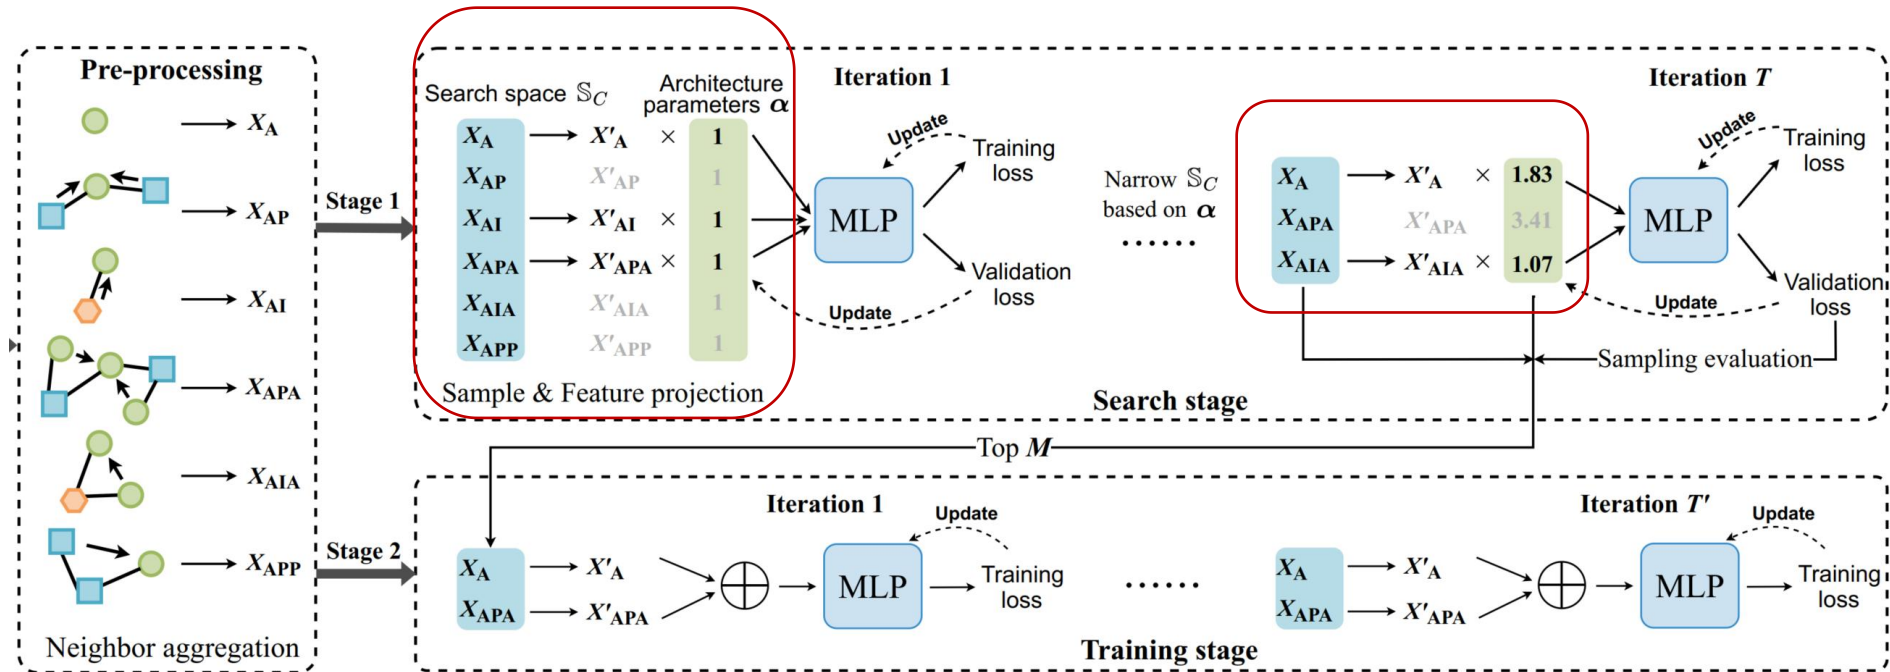 Pre-processing
X_A
X_AP
X_AI
X_APA
X_AIA
X_APP
Neighbor aggregation
Stage 1
Stage 2
Search space 𝕊_C
Architecture
parameters α
X_A X'_A × 1
X_AP X'_AP 1
X_AI X'_AI × 1
X_APA X'_APA × 1
X_AIA X'_AIA 1
X_APP X'_APP 1
Sample & Feature projection
Iteration 1
Update
MLP
Training
loss
Validation
loss
Update
Narrow 𝕊_C
based on α
......
Iteration T
X_A X'_A × 1.83
X_APA X'_APA 3.41
X_AIA X'_AIA × 1.07
Update
MLP
Training
loss
Validation
loss
Update
Sampling evaluation
Search stage
Top M
Iteration 1
X_A X'_A
X_APA X'_APA
MLP
Update
Training
loss
......
Iteration T'
X_A X'_A
X_APA X'_APA
MLP
Update
Training
loss
Training stage